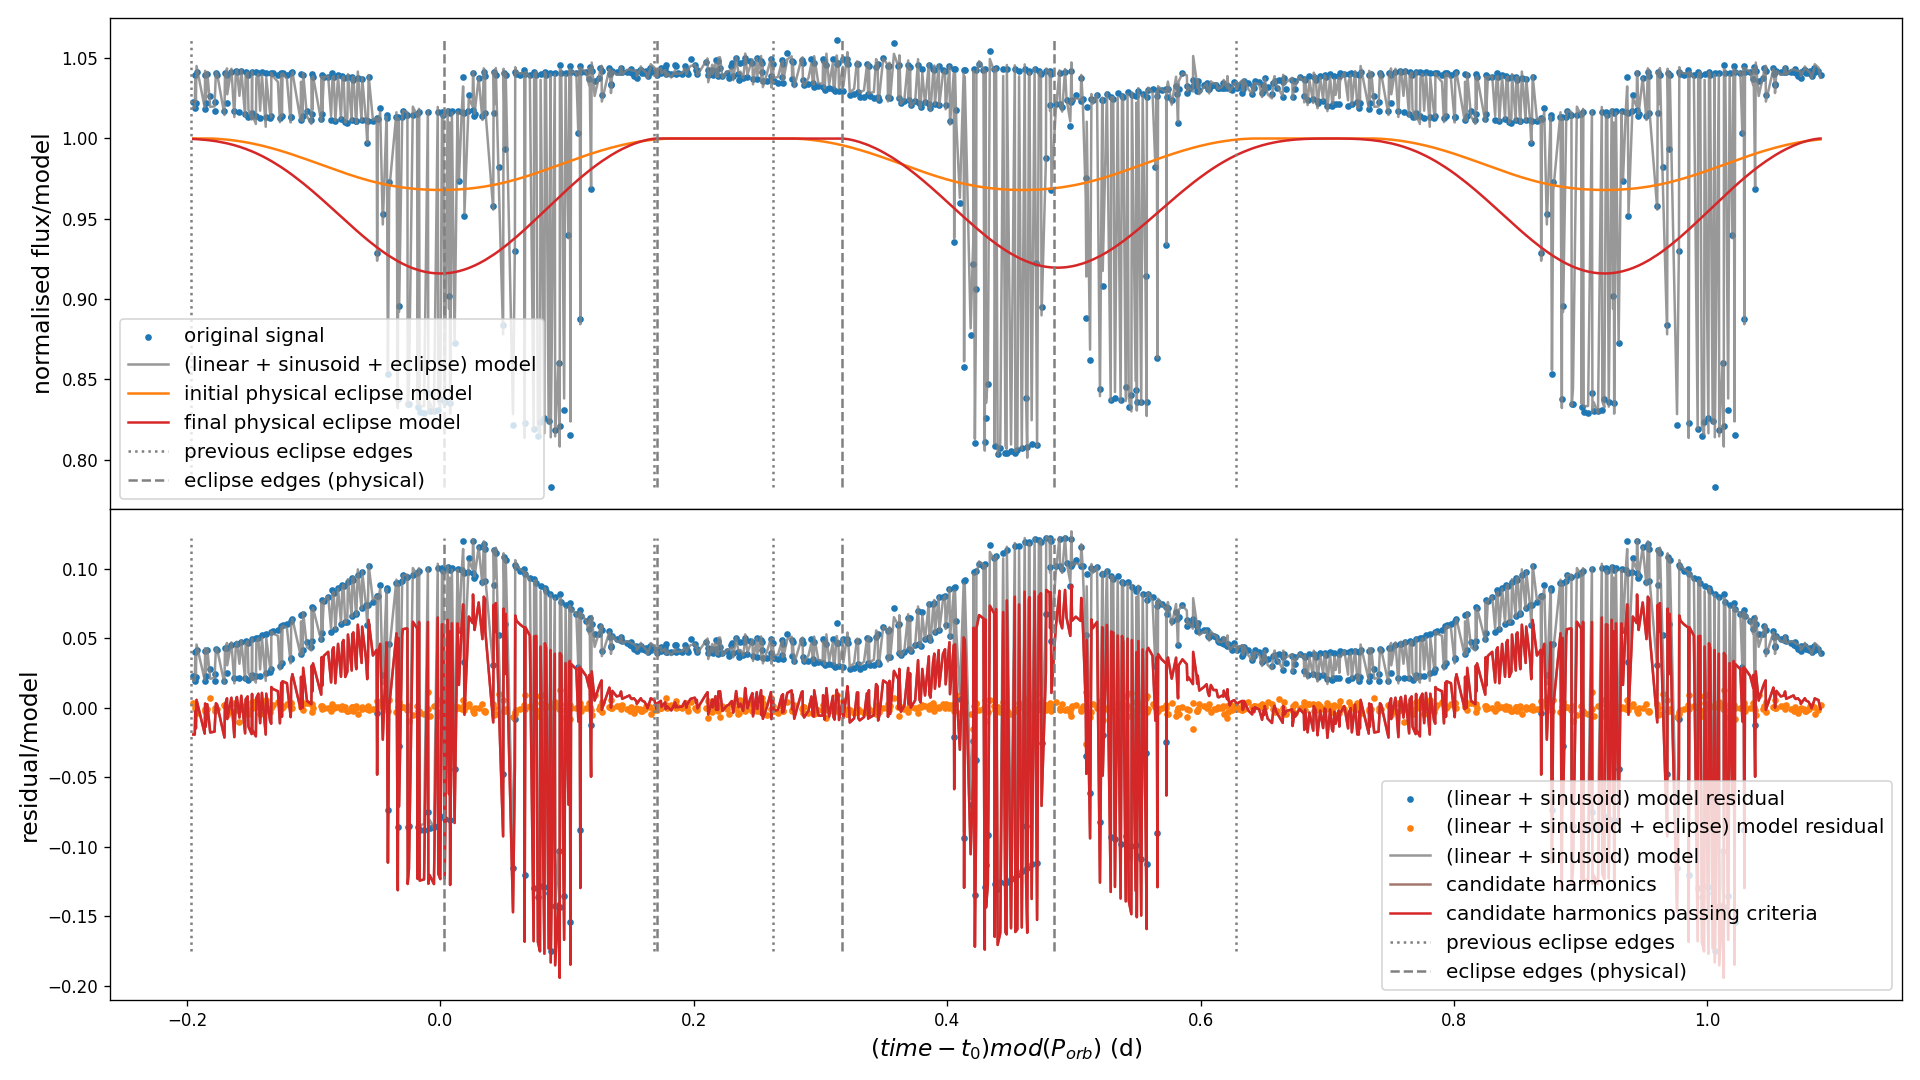 normalised flux/model
1.05
1.00
0.95
0.90
0.85
0.80
original signal
(linear + sinusoid + eclipse) model
initial physical eclipse model
final physical eclipse model
previous eclipse edges
eclipse edges (physical)
residual/model
0.10
0.05
0.00
−0.05
−0.10
−0.15
−0.20
(linear + sinusoid) model residual
(linear + sinusoid + eclipse) model residual
(linear + sinusoid) model
candidate harmonics
candidate harmonics passing criteria
previous eclipse edges
eclipse edges (physical)
−0.2 0.0 0.2 0.4 0.6 0.8 1.0
(time − t₀)mod(P_orb) (d)